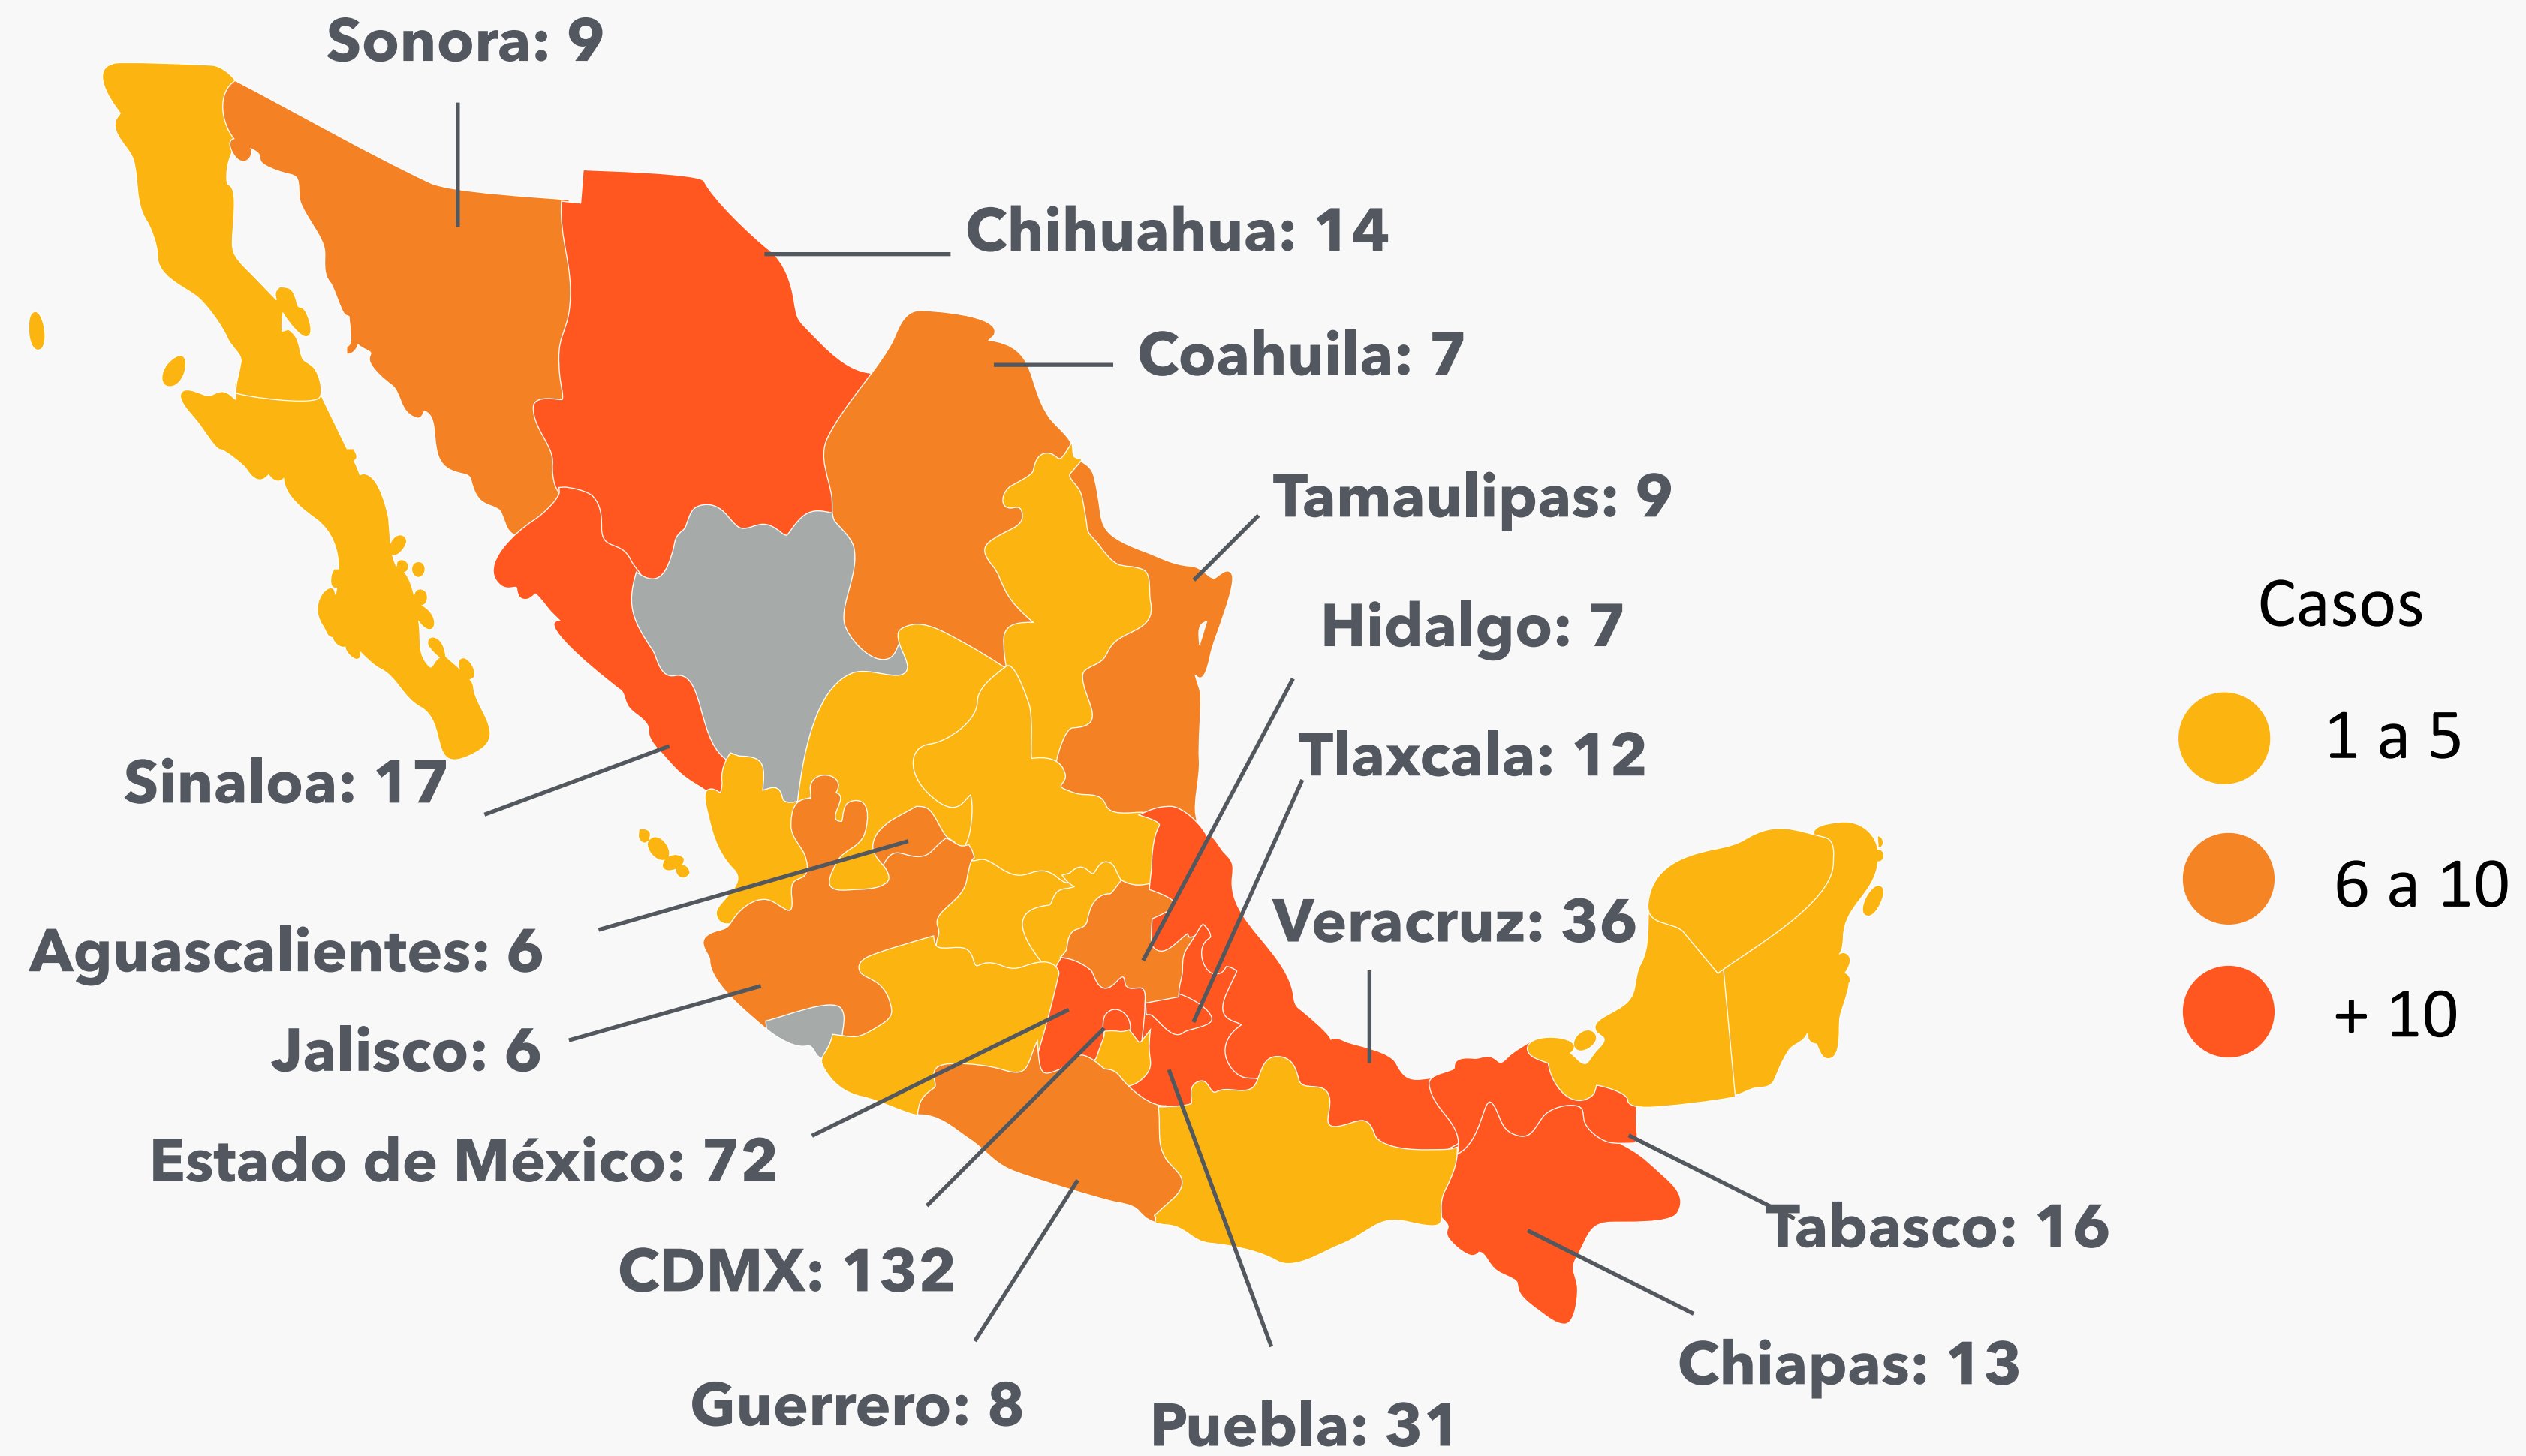 Sonora: 9
Chihuahua: 14
Coahuila: 7
Tamaulipas: 9
Hidalgo: 7
Tlaxcala: 12
Veracruz: 36
Sinaloa: 17
Aguascalientes: 6
Jalisco: 6
Estado de México: 72
CDMX: 132
Guerrero: 8
Puebla: 31
Tabasco: 16
Chiapas: 13
Casos
1 a 5
6 a 10
+ 10